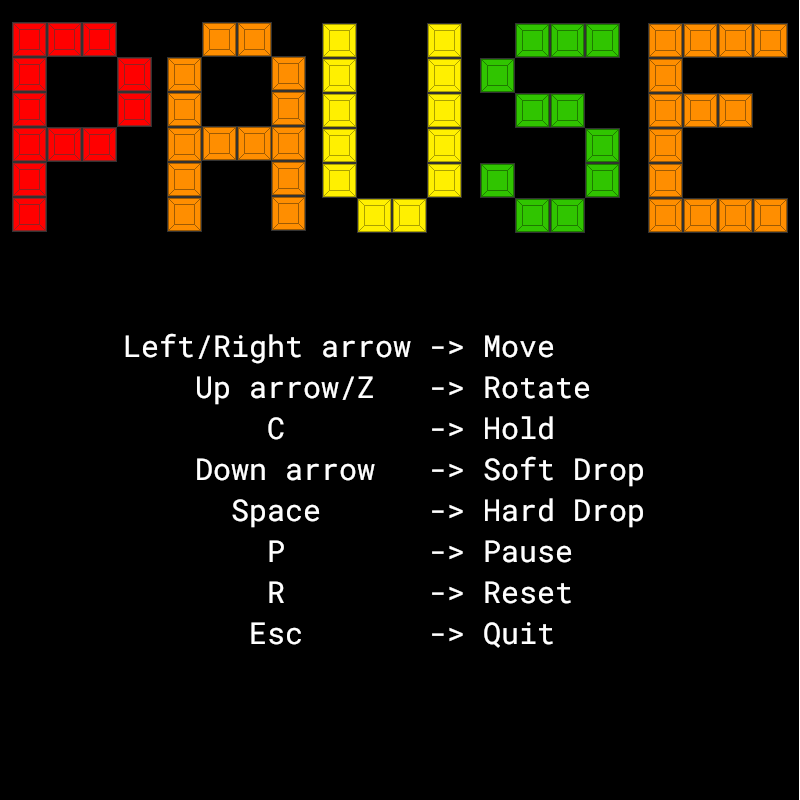 PAUSE
Left/Right arrow -> Move
Up arrow/Z -> Rotate
C -> Hold
Down arrow -> Soft Drop
Space -> Hard Drop
P -> Pause
R -> Reset
Esc -> Quit